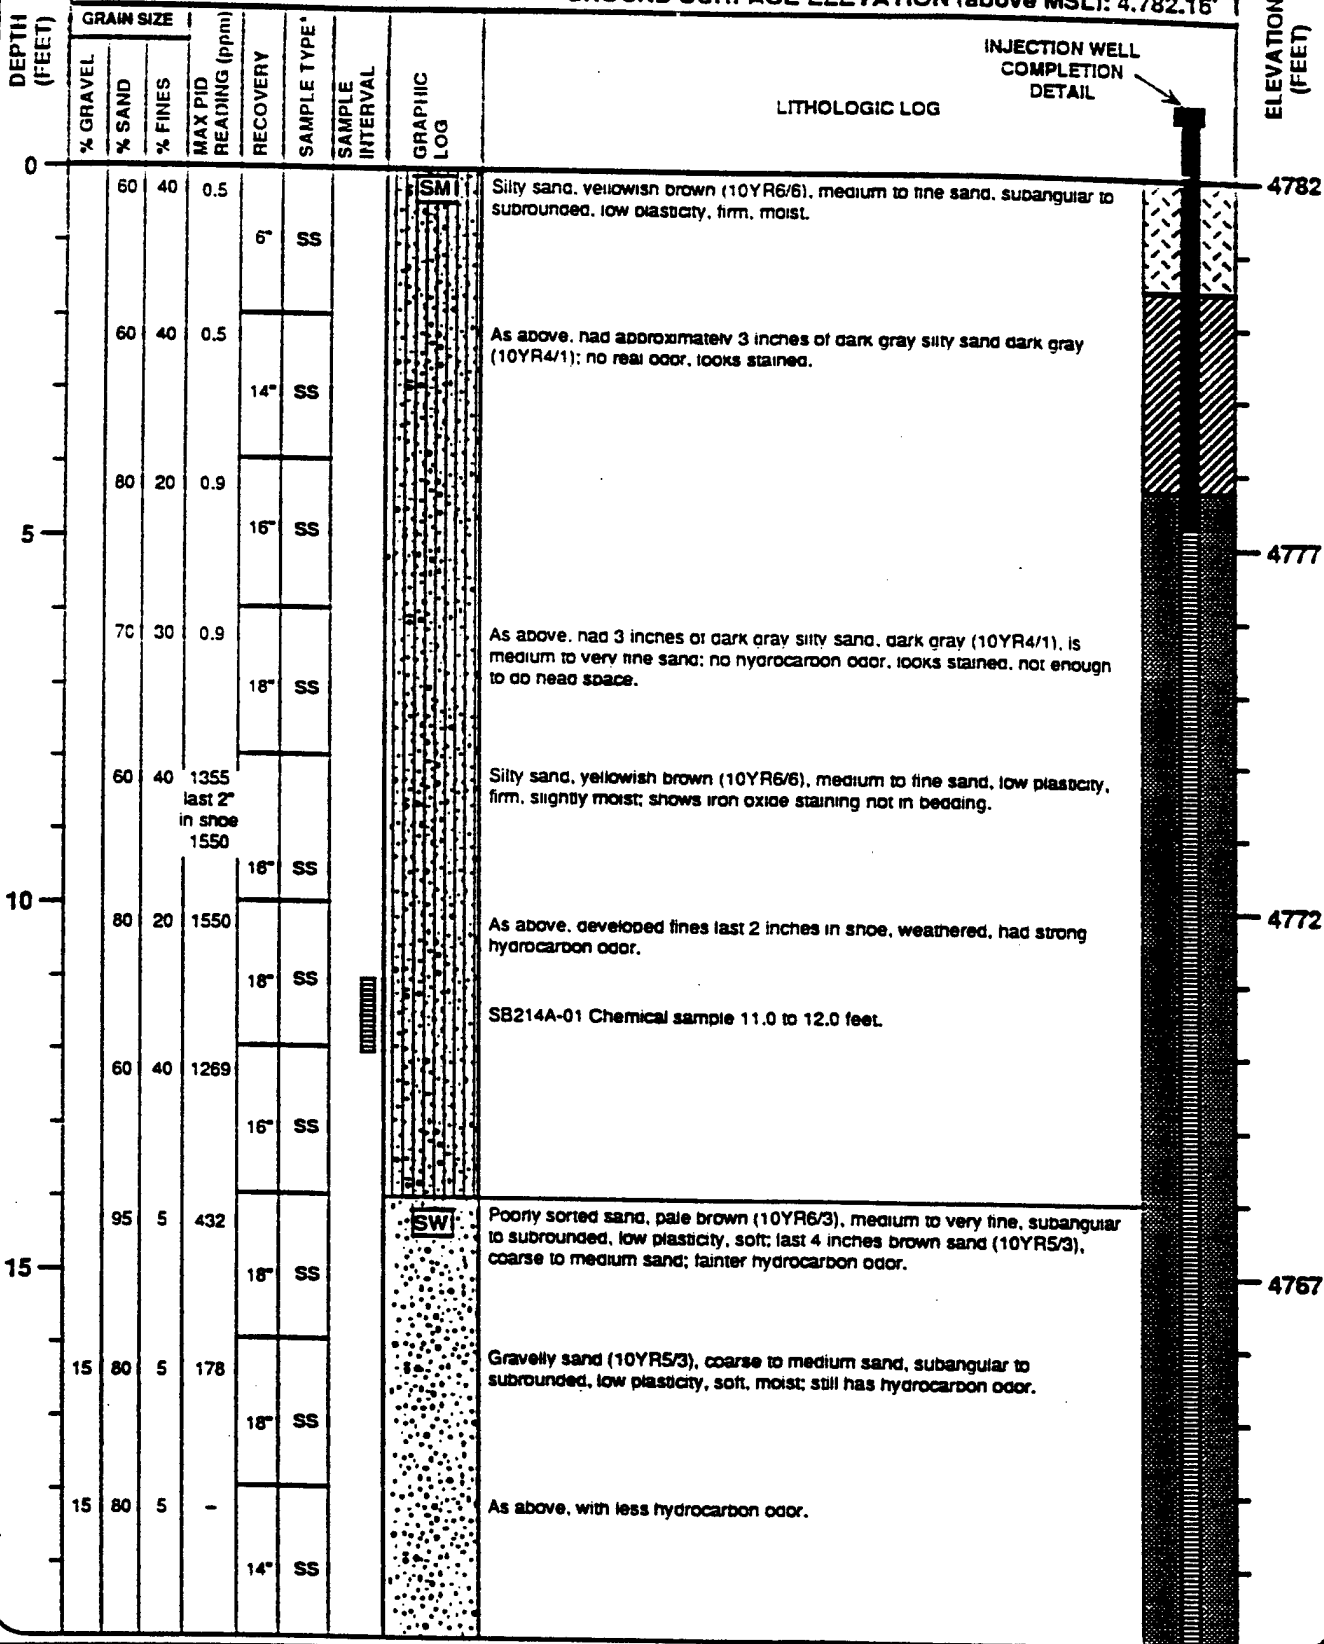 GROUND SURFACE ELEVATION (above MSL): 4,782.16'
DEPTH (FEET)
GRAIN SIZE
% GRAVEL
% SAND
% FINES
MAX PID READING (ppm)
RECOVERY
SAMPLE TYPE*
SAMPLE INTERVAL
GRAPHIC LOG
LITHOLOGIC LOG
INJECTION WELL
COMPLETION
DETAIL
ELEVATION (FEET)
0
60 40 0.5 SM Silty sand, yellowish brown (10YR6/6), medium to fine sand, subangular to 4782
subrounded, low plasticity, firm, moist.
6" SS
60 40 0.5 As above, had approximately 3 inches of dark gray silty sand dark gray
(10YR4/1); no real odor, looks stained.
14" SS
80 20 0.9
16" SS
5 4777
70 30 0.9 As above, had 3 inches of dark gray silty sand, dark gray (10YR4/1), is
medium to very fine sand; no hydrocarbon odor, looks stained, not enough
to do head space.
18" SS
60 40 1355 Silty sand, yellowish brown (10YR6/6), medium to fine sand, low plasticity,
last 2" firm, slightly moist; shows iron oxide staining not in bedding.
in shoe
1550
16" SS
10 4772
80 20 1550 As above, developed fines last 2 inches in shoe, weathered, had strong
hydrocarbon odor.
18" SS
SB214A-01 Chemical sample 11.0 to 12.0 feet.
60 40 1269
16" SS
95 5 432 SW Poorly sorted sand, pale brown (10YR6/3), medium to very fine, subangular
to subrounded, low plasticity, soft; last 4 inches brown sand (10YR5/3),
coarse to medium sand; fainter hydrocarbon odor.
15 18" SS 4767
15 80 5 178 Gravelly sand (10YR5/3), coarse to medium sand, subangular to
subrounded, low plasticity, soft, moist; still has hydrocarbon odor.
18" SS
15 80 5 - As above, with less hydrocarbon odor.
14" SS